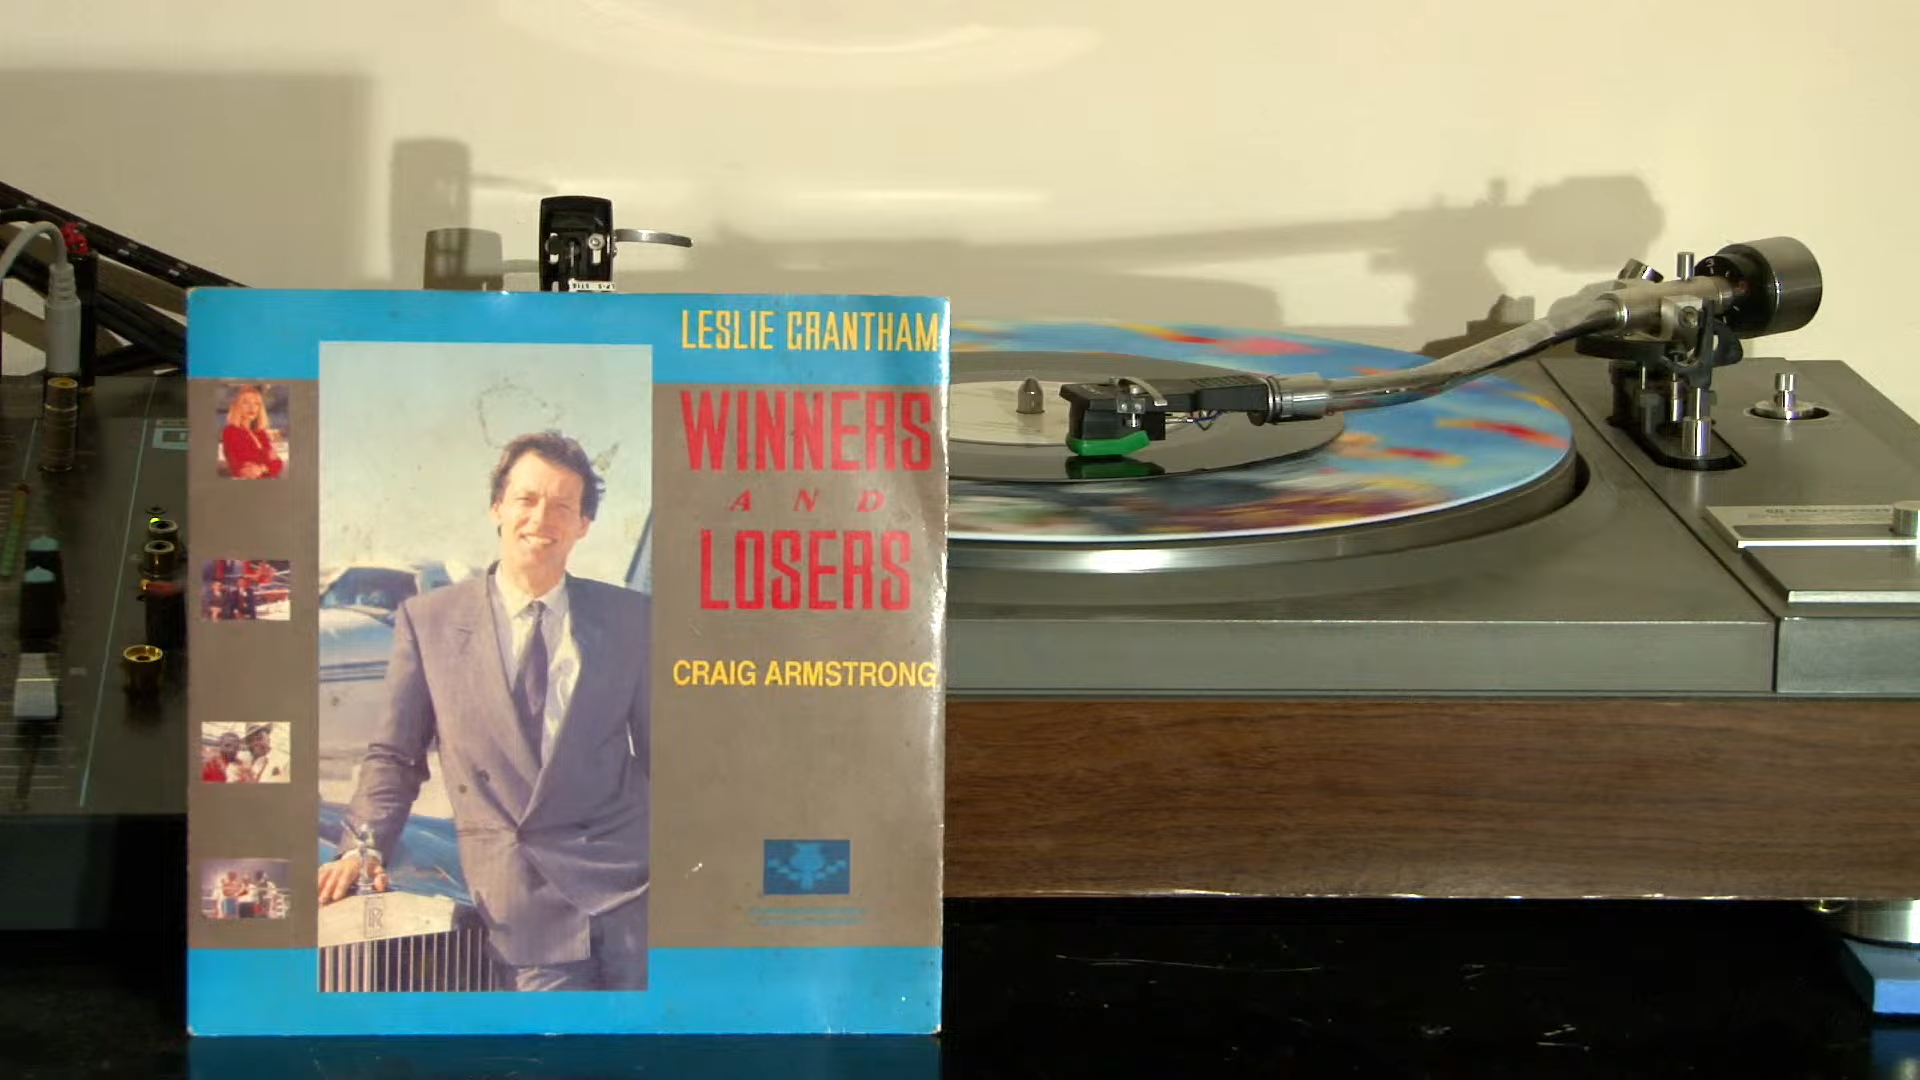 LESLIE GRANTHAM
WINNERS
AND
LOSERS
CRAIG ARMSTRONG